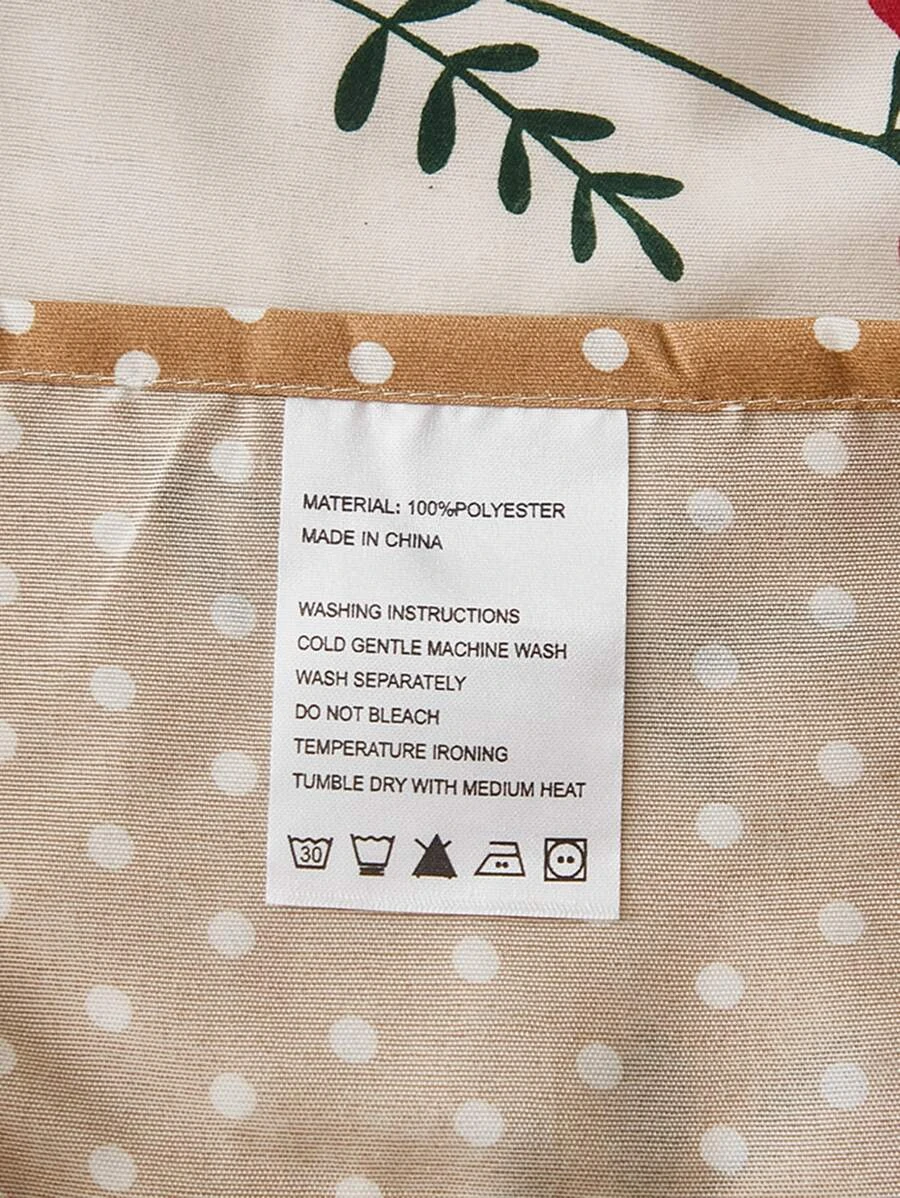 MATERIAL: 100%POLYESTER
MADE IN CHINA
WASHING INSTRUCTIONS
COLD GENTLE MACHINE WASH
WASH SEPARATELY
DO NOT BLEACH
TEMPERATURE IRONING
TUMBLE DRY WITH MEDIUM HEAT
30